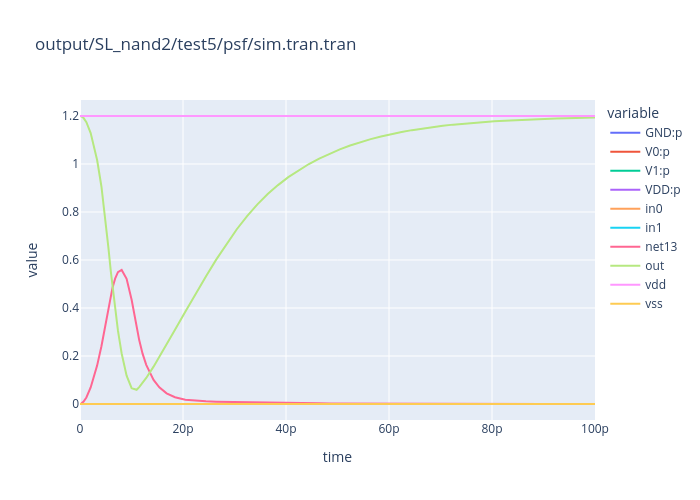 output/SL_nand2/test5/psf/sim.tran.tran
variable
GND:p
V0:p
V1:p
VDD:p
in0
in1
net13
out
vdd
vss
value
1.2
1
0.8
0.6
0.4
0.2
0
0 20p 40p 60p 80p 100p
time